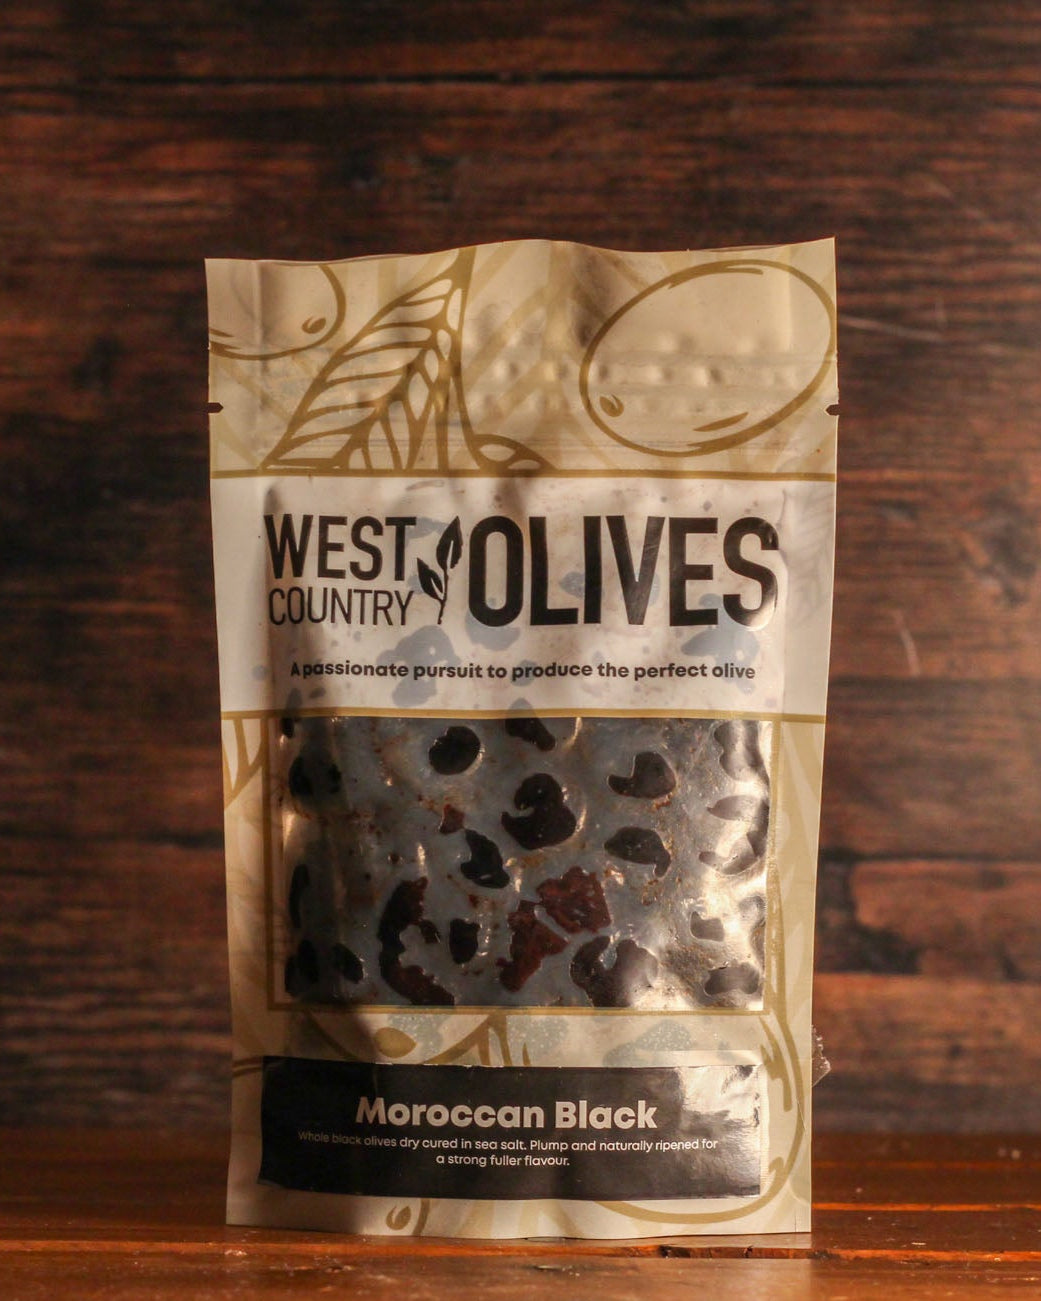 WEST OLIVES
COUNTRY
A passionate pursuit to produce the perfect olive
Moroccan Black
Whole black olives dry cured in sea salt. Plump and naturally ripened for
a strong fuller flavour.